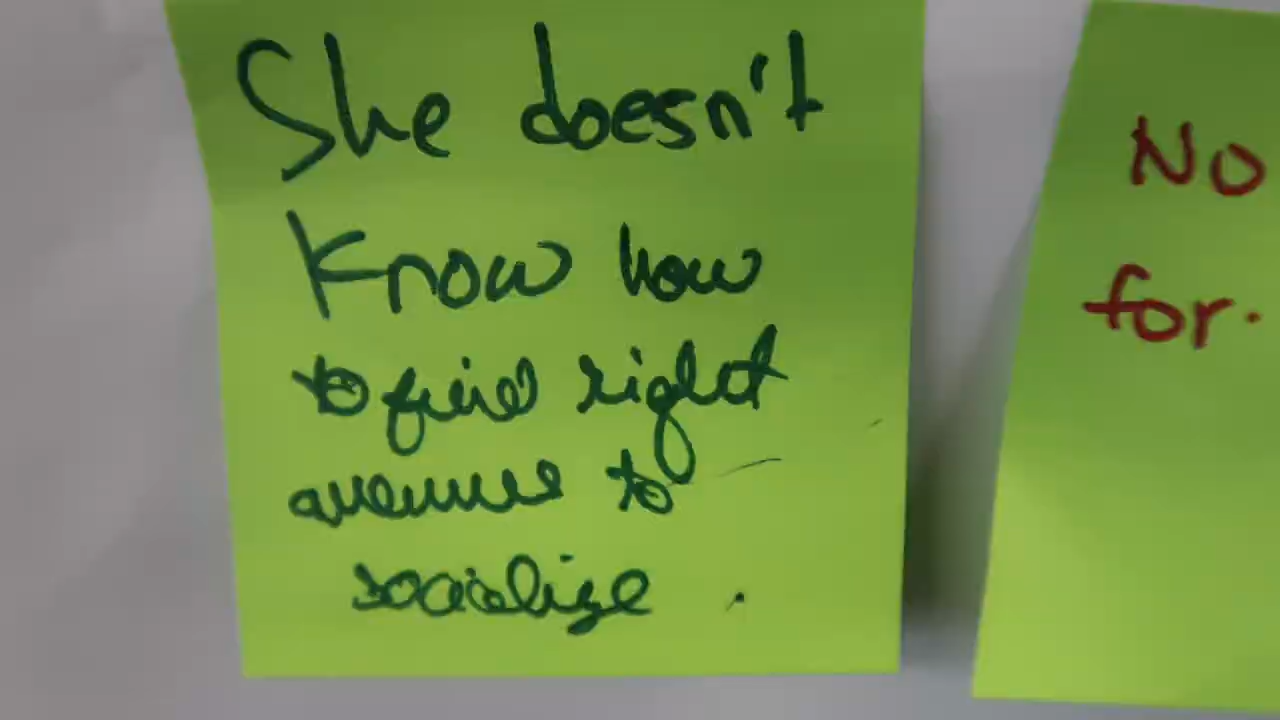 She doesn't
Know how
to find right
avenue to
socialize .
No
for.